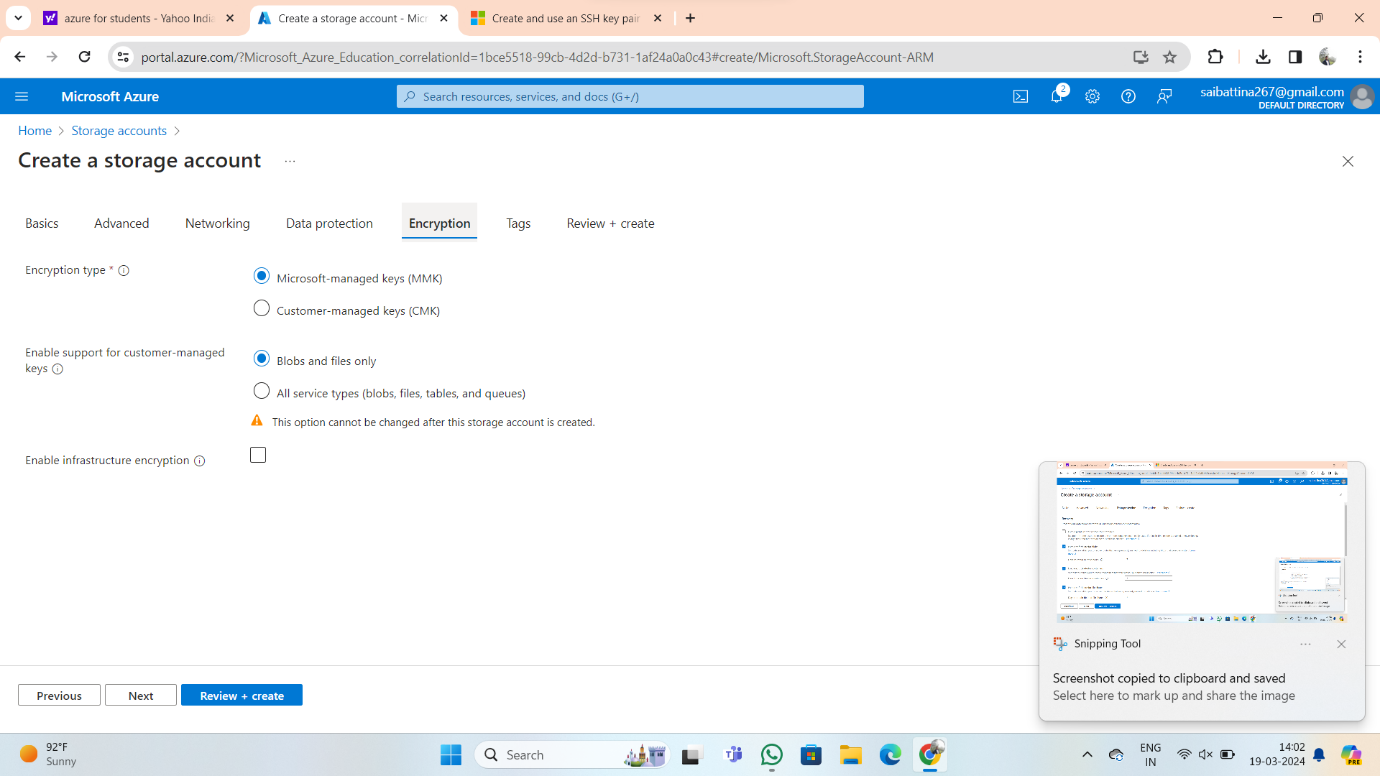 azure for students - Yahoo India
Create a storage account - Micr
Create and use an SSH key pair
portal.azure.com/?Microsoft_Azure_Education_correlationId=1bce5518-99cb-4d2d-b731-1af24a0a0c43#create/Microsoft.StorageAccount-ARM
Microsoft Azure
Search resources, services, and docs (G+/)
2
saibattina267@gmail.com
DEFAULT DIRECTORY
Home > Storage accounts >
Create a storage account ...
Basics Advanced Networking Data protection Encryption Tags Review + create
Encryption type *
Microsoft-managed keys (MMK)
Customer-managed keys (CMK)
Enable support for customer-managed
keys
Blobs and files only
All service types (blobs, files, tables, and queues)
This option cannot be changed after this storage account is created.
Enable infrastructure encryption
Create a storage account
Snipping Tool
Screenshot copied to clipboard and saved
Select here to mark up and share the image
Previous Next Review + create
92°F
Sunny
Search
ENG
IN
14:02
19-03-2024
PRE